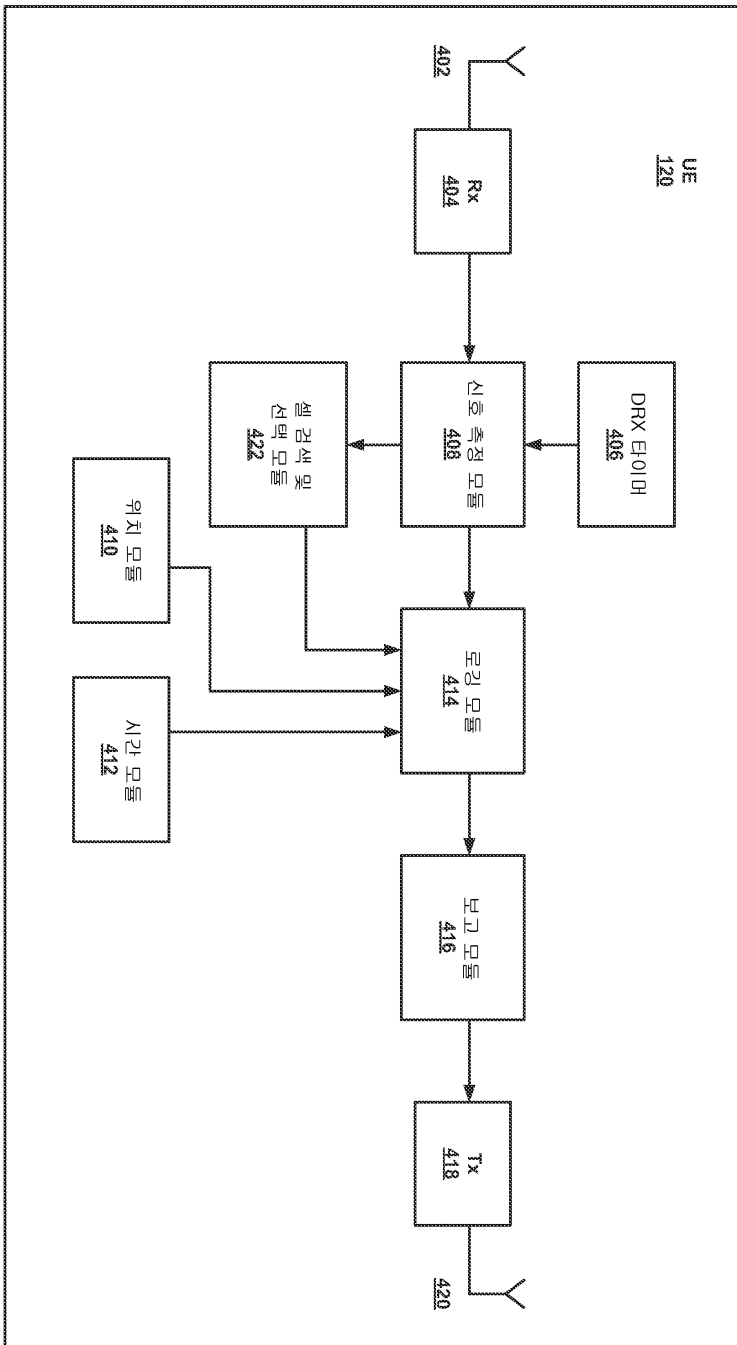 UE
120
402
Rx
404
DRX 타이머
406
신호 측정 모듈
408
셀 검색 및
선택 모듈
422
위치 모듈
410
시간 모듈
412
로깅 모듈
414
보고 모듈
416
Tx
418
420